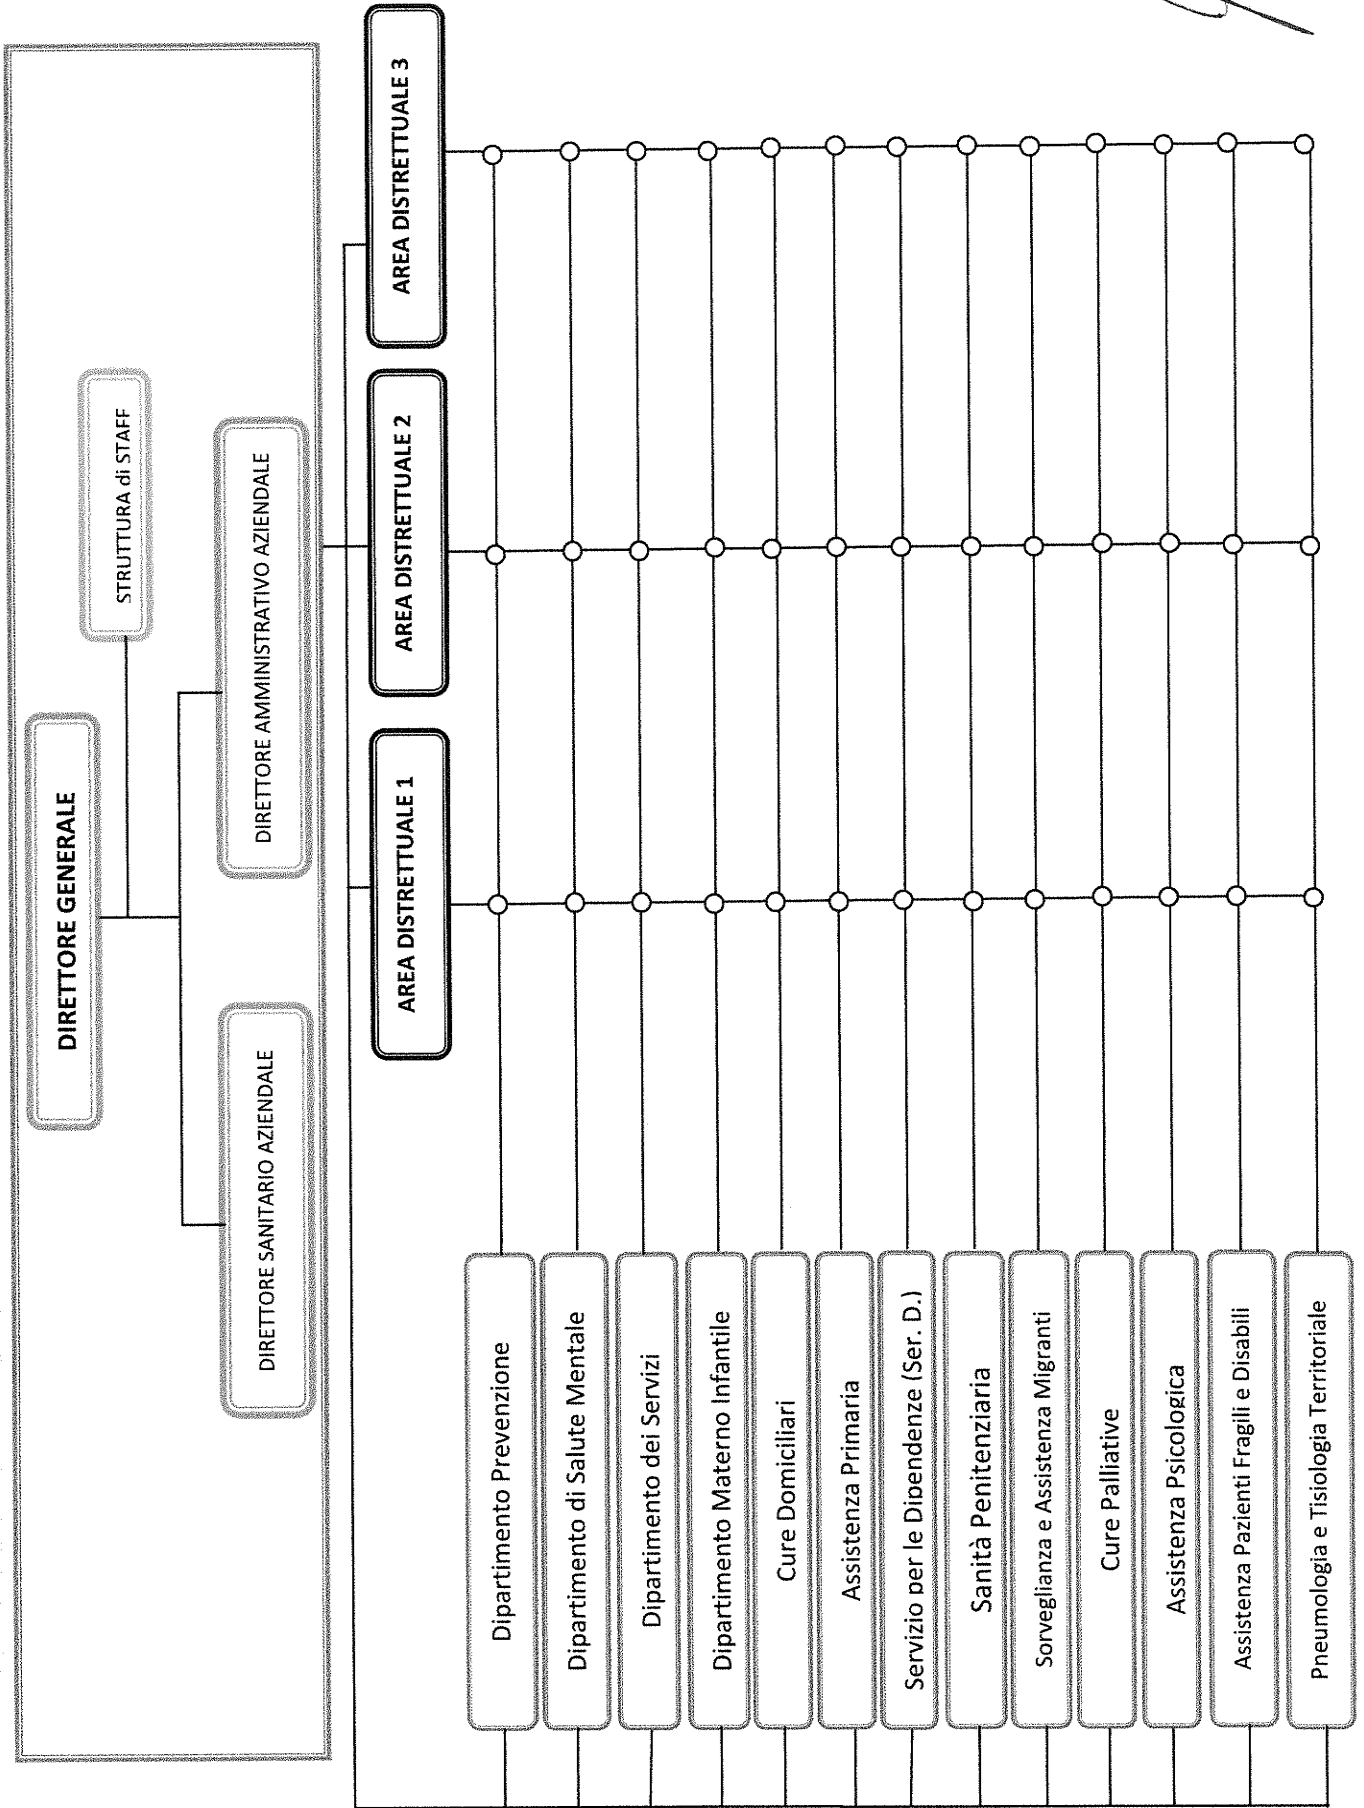 DIRETTORE GENERALE
STRUTTURA di STAFF
DIRETTORE SANITARIO AZIENDALE
DIRETTORE AMMINISTRATIVO AZIENDALE
AREA DISTRETTUALE 1
AREA DISTRETTUALE 2
AREA DISTRETTUALE 3
Dipartimento Prevenzione
Dipartimento di Salute Mentale
Dipartimento dei Servizi
Dipartimento Materno Infantile
Cure Domiciliari
Assistenza Primaria
Servizio per le Dipendenze (Ser. D.)
Sanità Penitenziaria
Sorveglianza e Assistenza Migranti
Cure Palliative
Assistenza Psicologica
Assistenza Pazienti Fragili e Disabili
Pneumologia e Tisiologia Territoriale